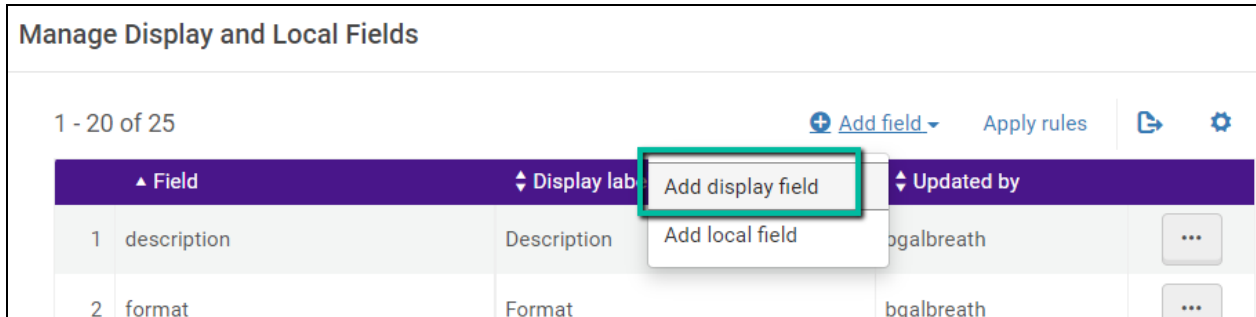 Manage Display and Local Fields
1 - 20 of 25 Add field Apply rules
Field Display labe Updated by
Add display field
Add local field
1 description Description bgalbreath ...
2 format Format bgalbreath ...